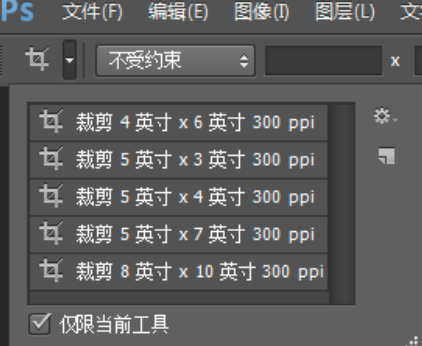 Ps 文件(F) 编辑(E) 图像(I) 图层(L)
不受约束 x
裁剪 4 英寸 x 6 英寸 300 ppi
裁剪 5 英寸 x 3 英寸 300 ppi
裁剪 5 英寸 x 4 英寸 300 ppi
裁剪 5 英寸 x 7 英寸 300 ppi
裁剪 8 英寸 x 10 英寸 300 ppi
仅限当前工具